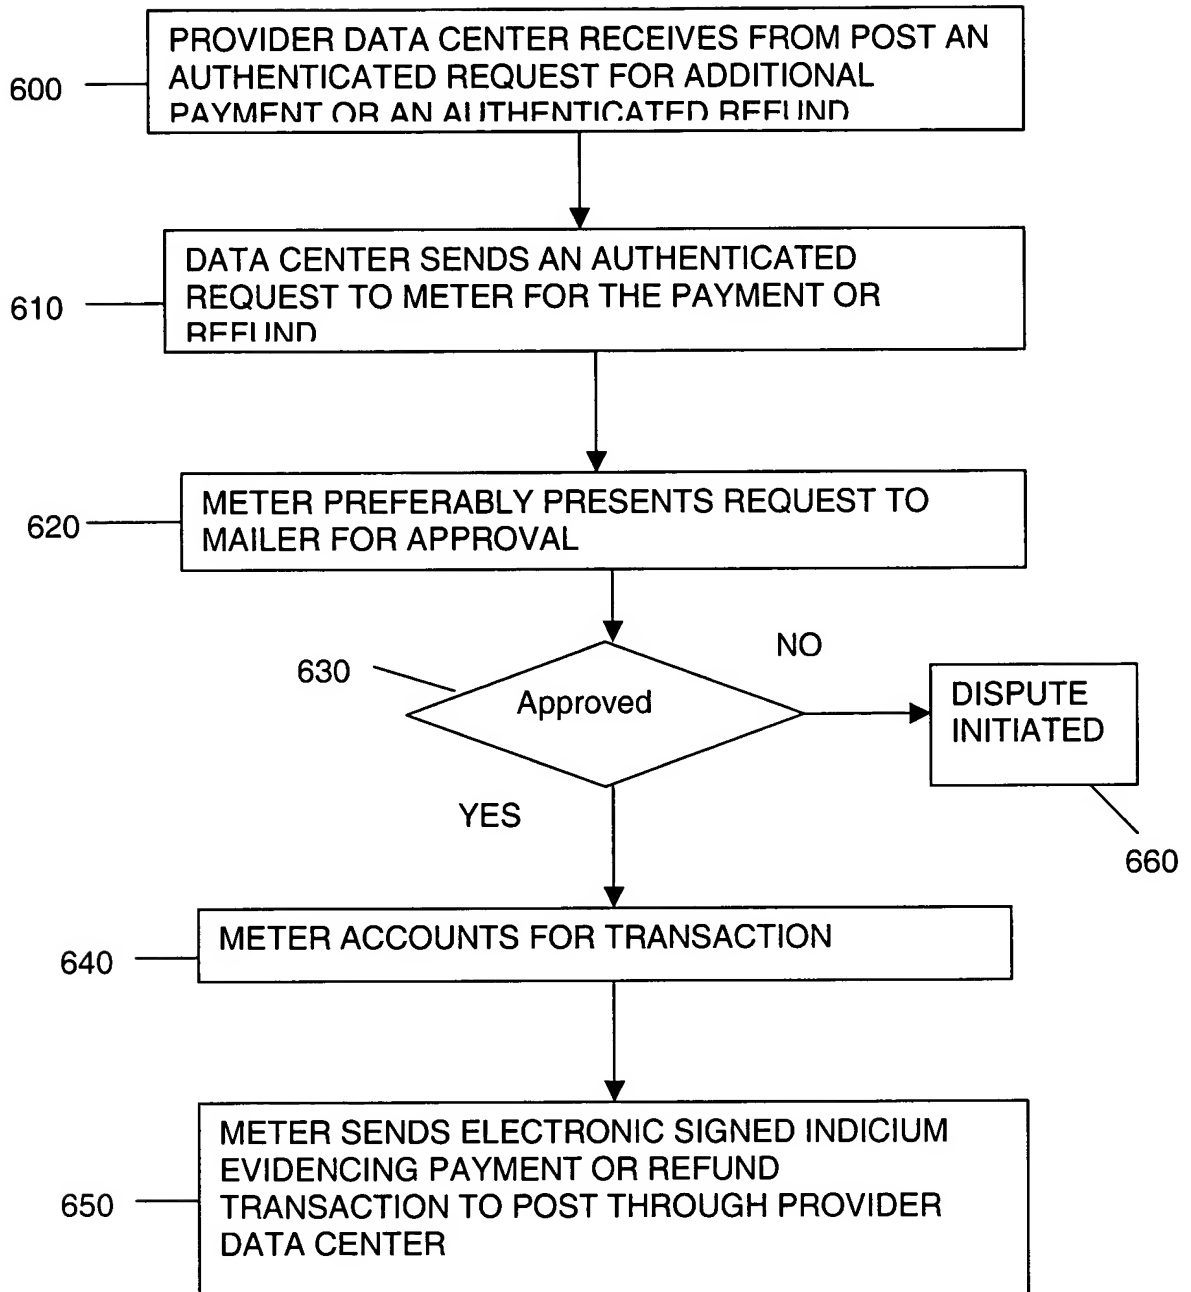 PROVIDER DATA CENTER RECEIVES FROM POST AN
AUTHENTICATED REQUEST FOR ADDITIONAL
PAYMENT OR AN AUTHENTICATED REFUND
600
DATA CENTER SENDS AN AUTHENTICATED
REQUEST TO METER FOR THE PAYMENT OR
REFUND
610
METER PREFERABLY PRESENTS REQUEST TO
MAILER FOR APPROVAL
620
NO
630
Approved
DISPUTE
INITIATED
YES
660
METER ACCOUNTS FOR TRANSACTION
640
METER SENDS ELECTRONIC SIGNED INDICIUM
EVIDENCING PAYMENT OR REFUND
TRANSACTION TO POST THROUGH PROVIDER
DATA CENTER
650